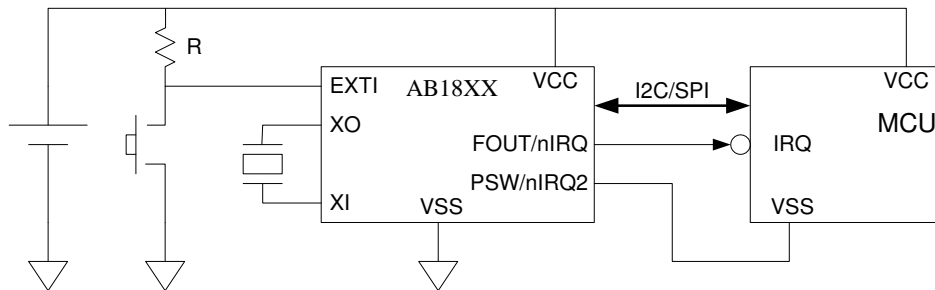 R
EXTI
AB18XX
VCC
I2C/SPI
VCC
MCU
XO
FOUT/nIRQ
IRQ
PSW/nIRQ2
XI
VSS
VSS